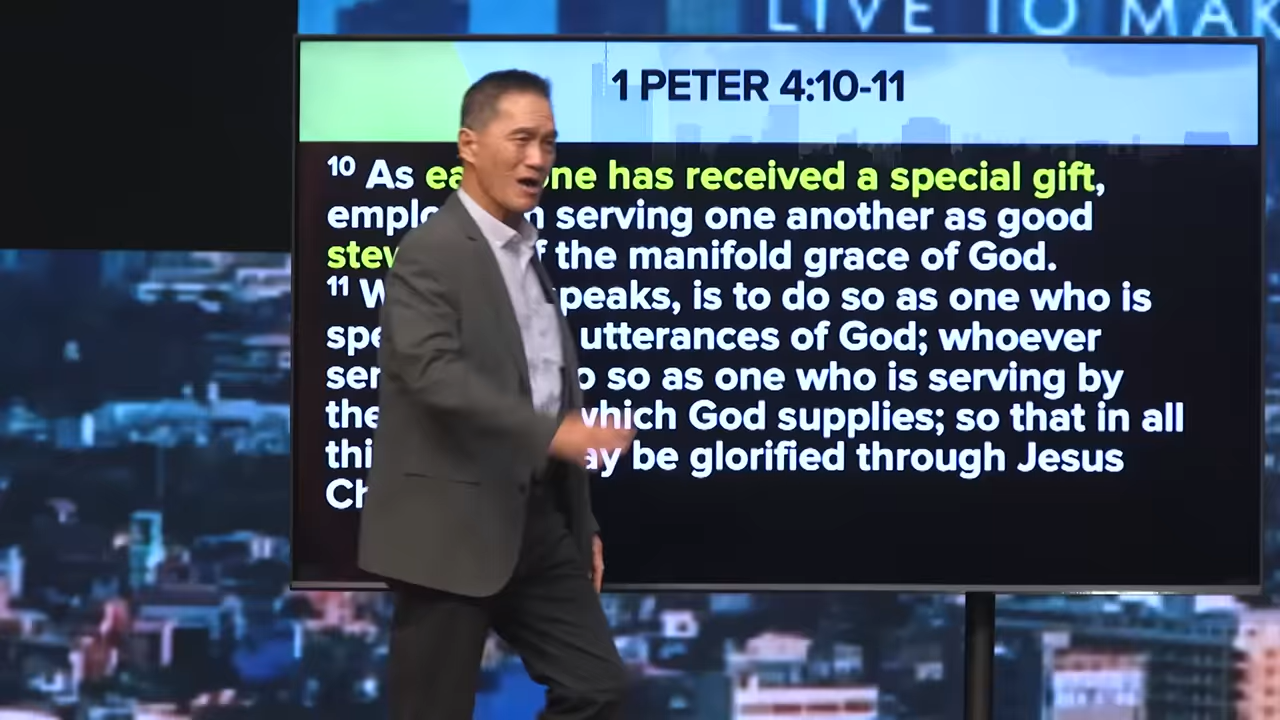 LIVE TO MAK
1 PETER 4:10-11
10 As ea ne has received a special gift,
emplo n serving one another as good
stew f the manifold grace of God.
11 W peaks, is to do so as one who is
spe utterances of God; whoever
ser o so as one who is serving by
the which God supplies; so that in all
thi ay be glorified through Jesus
Ch